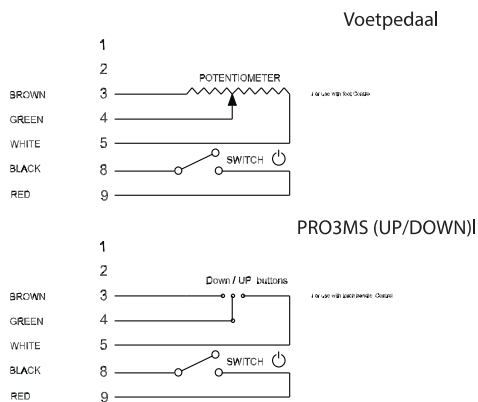 Voetpedaal
1
2
POTENTIOMETER
BROWN 3
GREEN 4
WHITE 5
BLACK 8 SWITCH
RED 9
PRO3MS (UP/DOWN)l
1
2
Down / UP buttons
BROWN 3
GREEN 4
WHITE 5
BLACK 8 SWITCH
RED 9